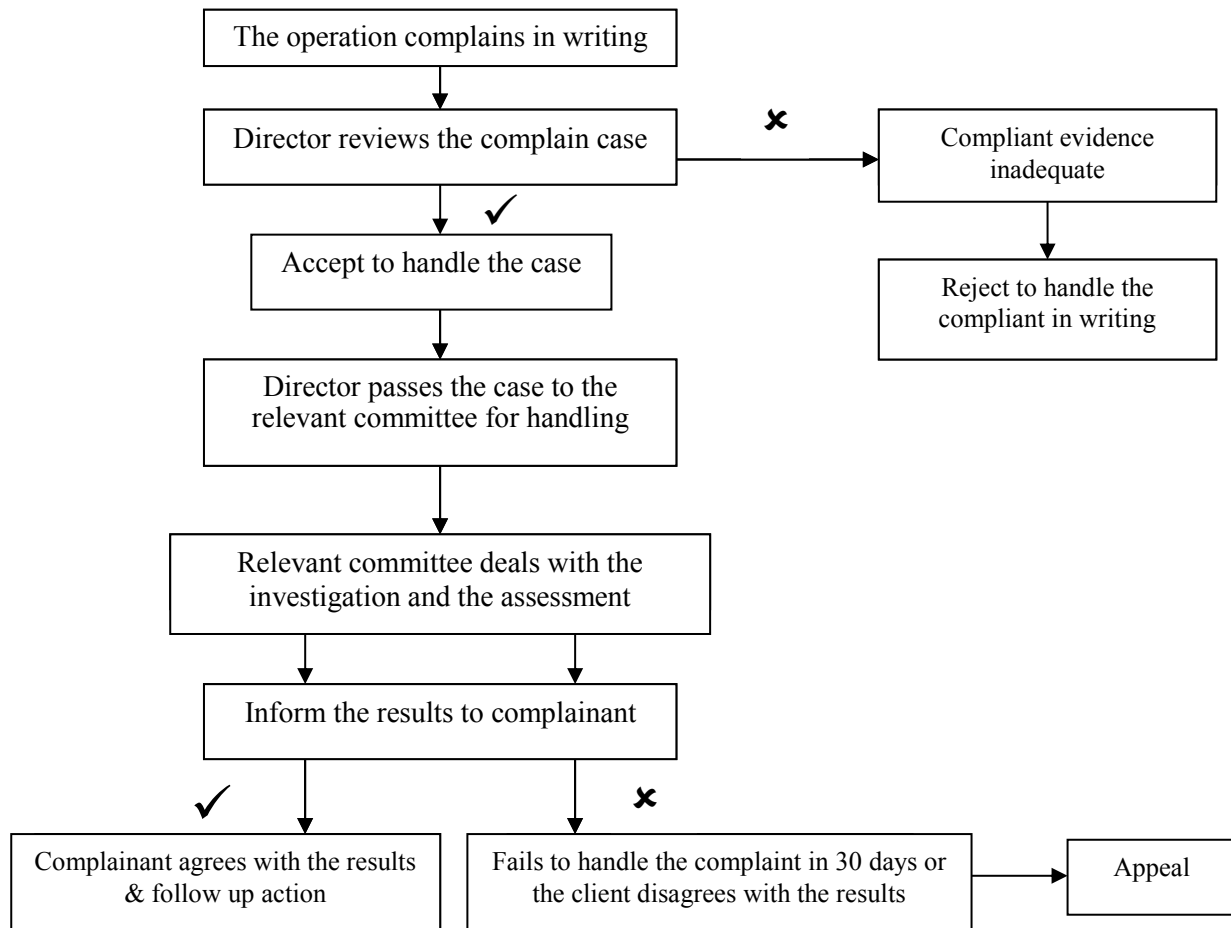 The operation complains in writing
Director reviews the complain case
✘
Compliant evidence
inadequate
✓
Accept to handle the case
Reject to handle the
compliant in writing
Director passes the case to the
relevant committee for handling
Relevant committee deals with the
investigation and the assessment
Inform the results to complainant
✓
✘
Complainant agrees with the results
& follow up action
Fails to handle the complaint in 30 days or
the client disagrees with the results
Appeal